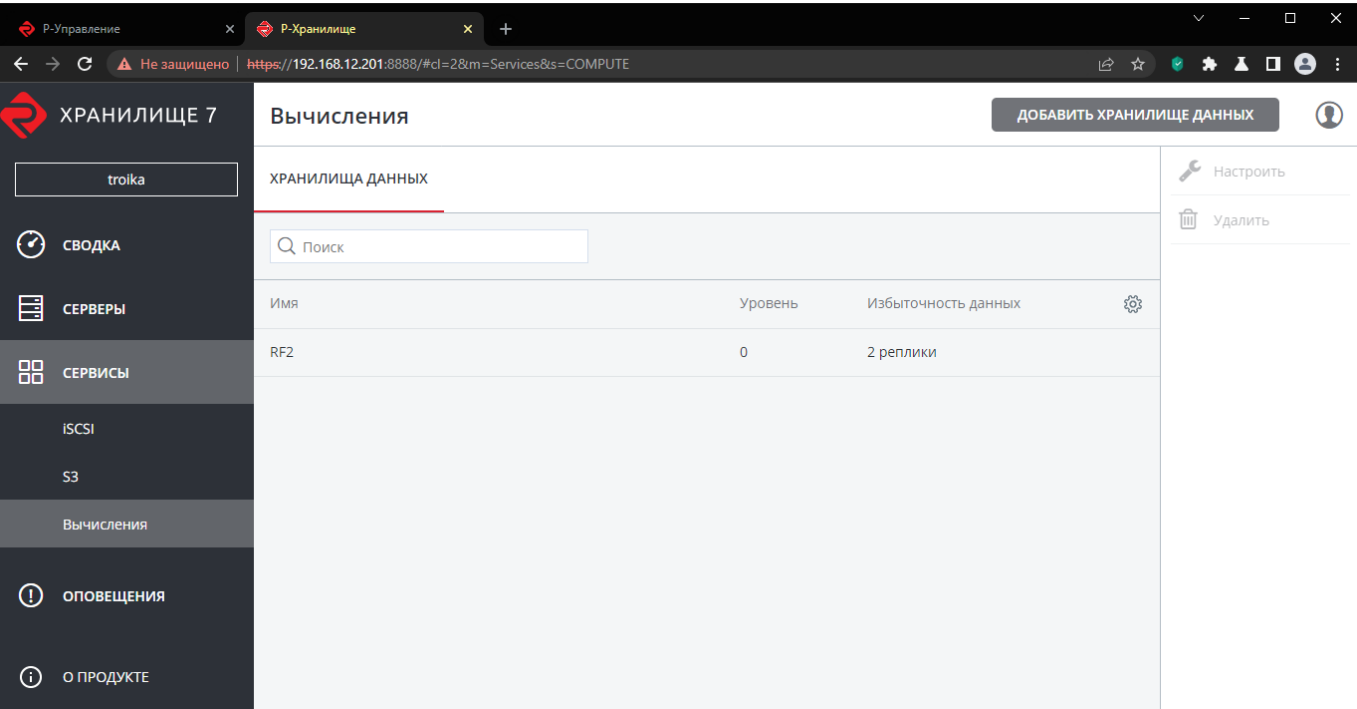 Р-Управление
Р-Хранилище
Не защищено https://192.168.12.201:8888/#cl=2&m=Services&s=COMPUTE
ХРАНИЛИЩЕ 7
troika
СВОДКА
СЕРВЕРЫ
СЕРВИСЫ
iSCSI
S3
Вычисления
ОПОВЕЩЕНИЯ
О ПРОДУКТЕ
Вычисления
ДОБАВИТЬ ХРАНИЛИЩЕ ДАННЫХ
ХРАНИЛИЩА ДАННЫХ
Поиск
Имя Уровень Избыточность данных
RF2 0 2 реплики
Настроить
Удалить